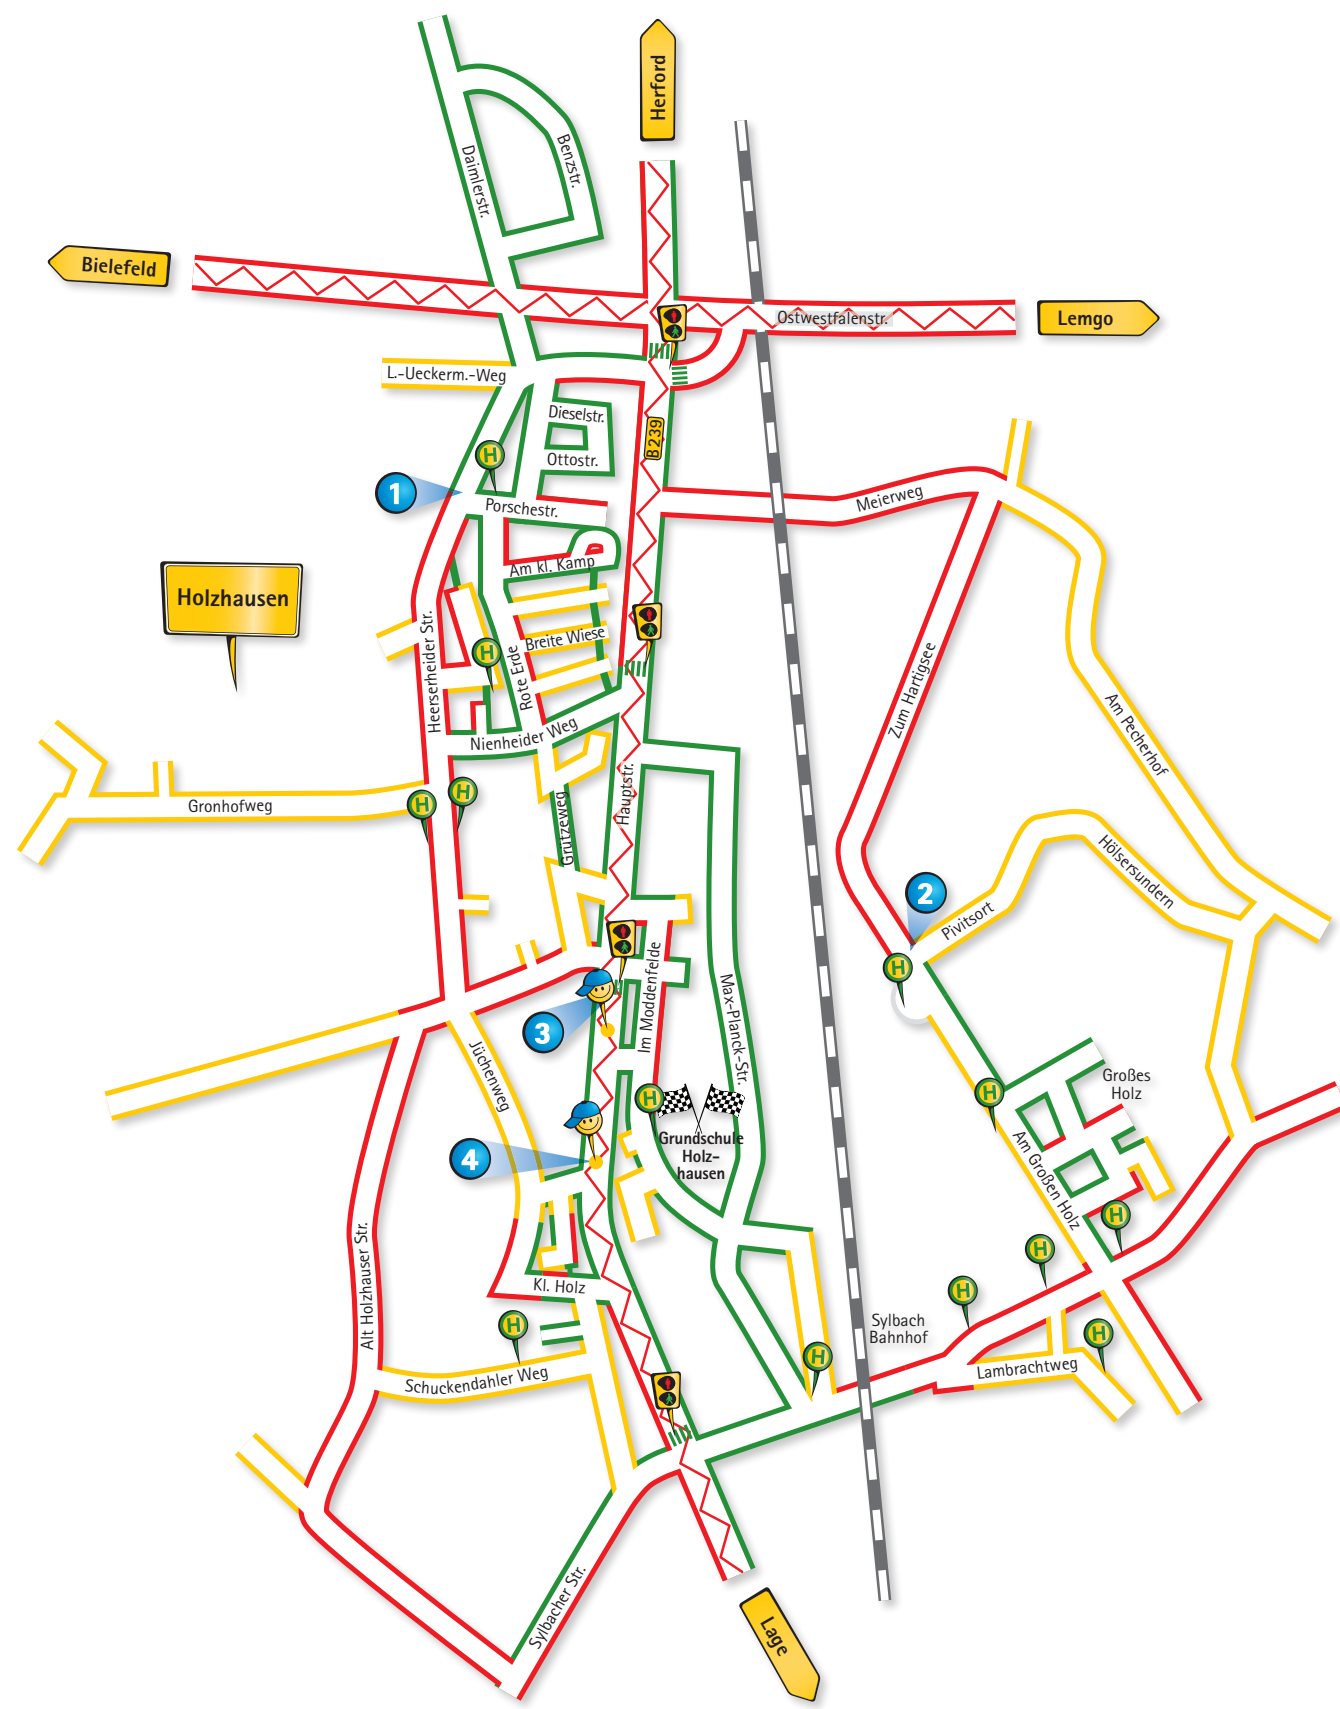 Herford
Benzstr.
Daimlerstr.
Bielefeld
Ostwestfalenstr.
Lemgo
L.-Ueckerm.-Weg
Dieselstr.
B 239
Ottostr.
H
1
Porschestr.
Meierweg
Am kl. Kamp
Holzhausen
Breite Wiese
Heerserheider Str.
H
Rote Erde
Zum Hartigsee
Am Pecherhof
Nienheider Weg
Hauptstr.
Gronhofweg
H
H
Grützeweg
Hölsersundern
2
Pivitsort
H
Im Moddenfelde
Max-Planck-Str.
3
Jüchenweg
Großes
Holz
H
H
Grundschule
Holz-
hausen
4
Am Großen Holz
H
H
H
Alt Holzhauser Str.
Kl. Holz
H
Sylbach
Bahnhof
H
H
Lambrachtweg
Schuckendahler Weg
Sylbacher Str.
Lage